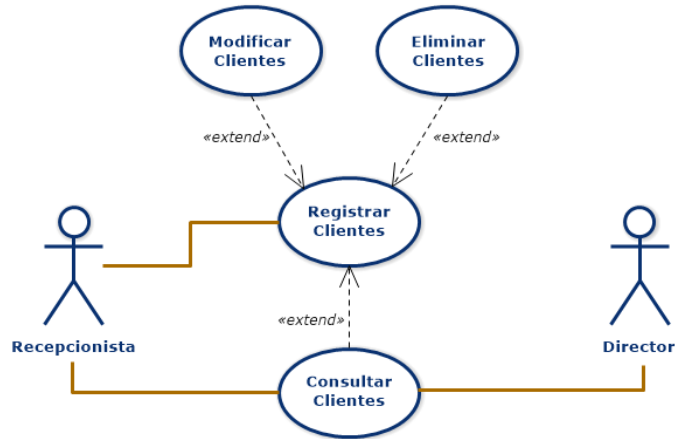 Modificar
Clientes
Eliminar
Clientes
«extend»
«extend»
Registrar
Clientes
«extend»
Recepcionista
Director
Consultar
Clientes